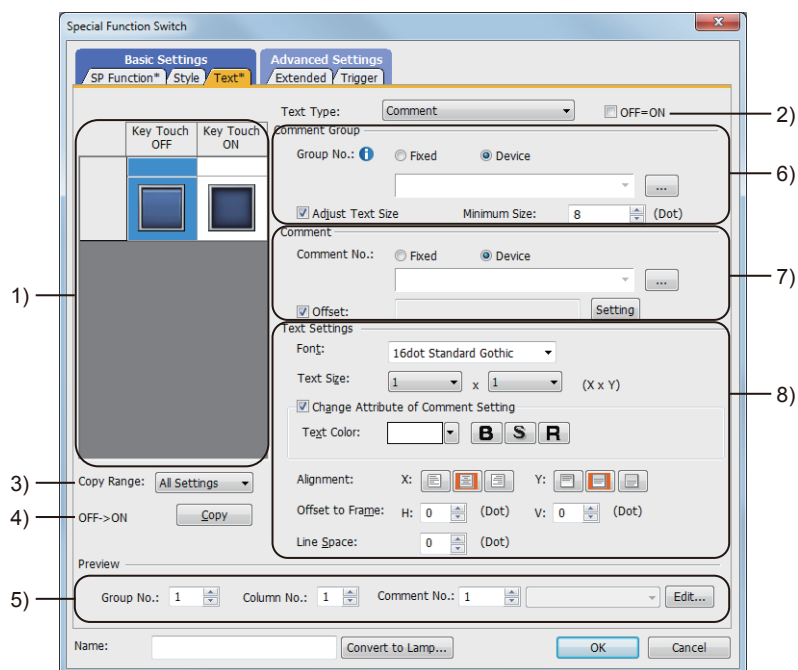 Special Function Switch
Basic Settings
Advanced Settings
SP Function* Style Text*
Extended Trigger
Text Type: Comment OFF=ON
2)
Key Touch OFF
Key Touch ON
1)
Comment Group
Group No.: Fixed Device
...
Adjust Text Size Minimum Size: 8 (Dot)
6)
Comment
Comment No.: Fixed Device
...
Offset: Setting
7)
Text Settings
Font: 16dot Standard Gothic
Text Size: 1 x 1 (X x Y)
Change Attribute of Comment Setting
Text Color: B S R
Alignment: X: Y:
Offset to Frame: H: 0 (Dot) V: 0 (Dot)
Line Space: 0 (Dot)
8)
3)
Copy Range: All Settings
4)
OFF->ON Copy
Preview
5)
Group No.: 1 Column No.: 1 Comment No.: 1 Edit...
Name: Convert to Lamp... OK Cancel